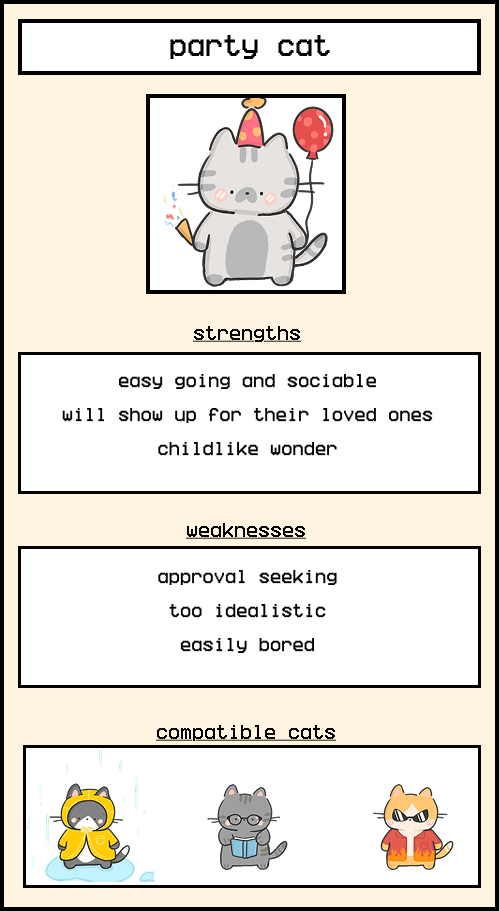 party cat
strengths
easy going and sociable
will show up for their loved ones
childlike wonder
weaknesses
approval seeking
too idealistic
easily bored
compatible cats